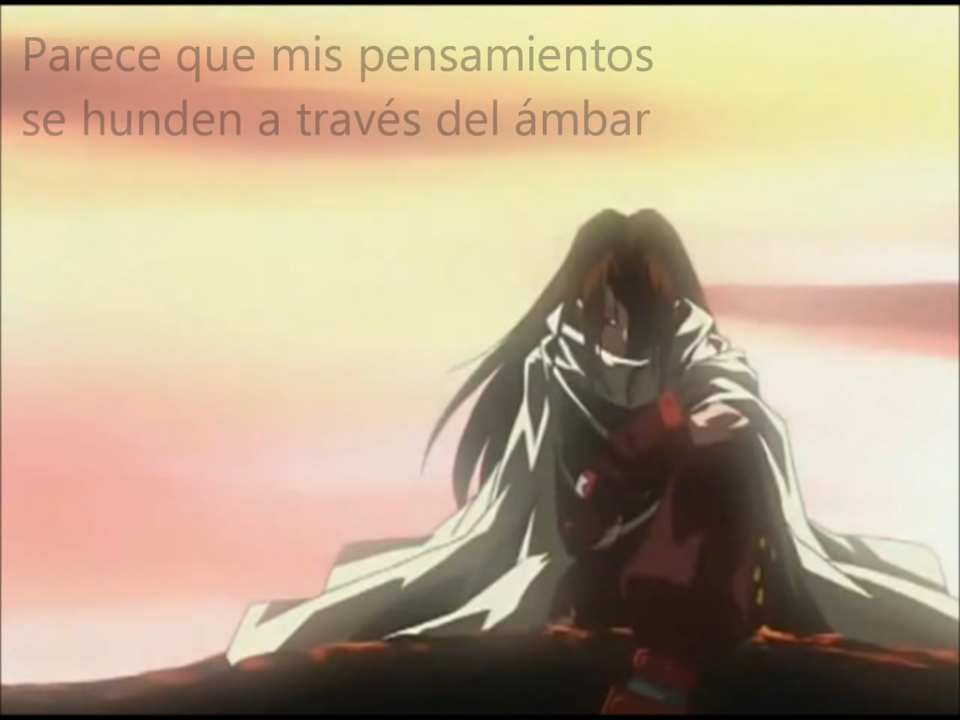 Parece que mis pensamientos
se hunden a través del ámbar